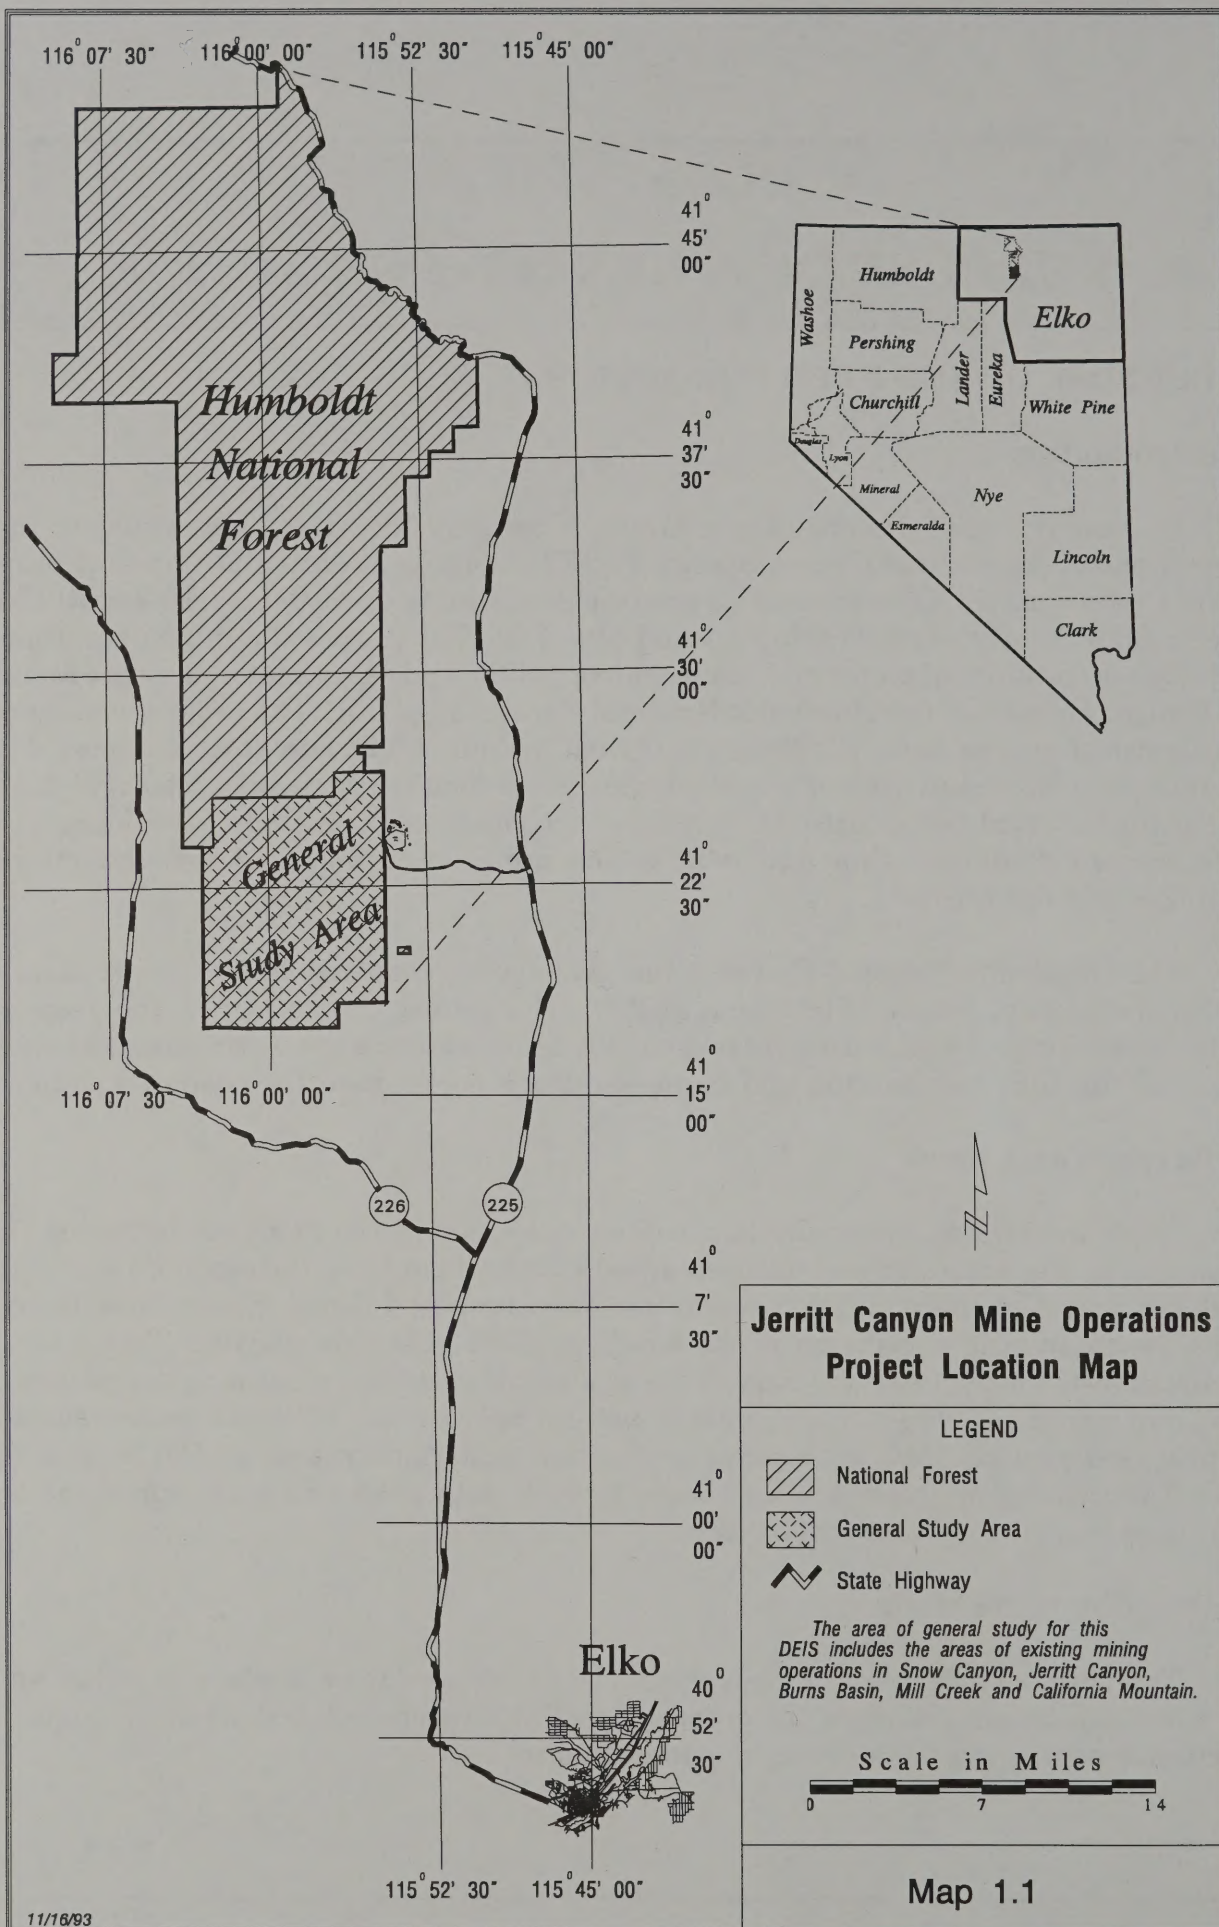 116° 07' 30"
116° 00' 00"
115° 52' 30"
115° 45' 00"
41°
45'
00"
Humboldt
Washoe
Elko
Pershing
Lander
Eureka
Churchill
White Pine
Douglas
Lyon
Mineral
Nye
Esmeralda
Lincoln
Clark
Humboldt
National
Forest
41°
37'
30"
41°
30'
00"
General
Study Area
41°
22'
30"
41°
15'
00"
116° 07' 30"
116° 00' 00"
226
225
N
41°
7'
30"
Jerritt Canyon Mine Operations
Project Location Map
LEGEND
National Forest
General Study Area
State Highway
41°
00'
00"
The area of general study for this
DEIS includes the areas of existing mining
operations in Snow Canyon, Jerritt Canyon,
Burns Basin, Mill Creek and California Mountain.
Elko
40°
52'
30"
Scale in Miles
0 7 14
115° 52' 30"
115° 45' 00"
Map 1.1
11/16/93